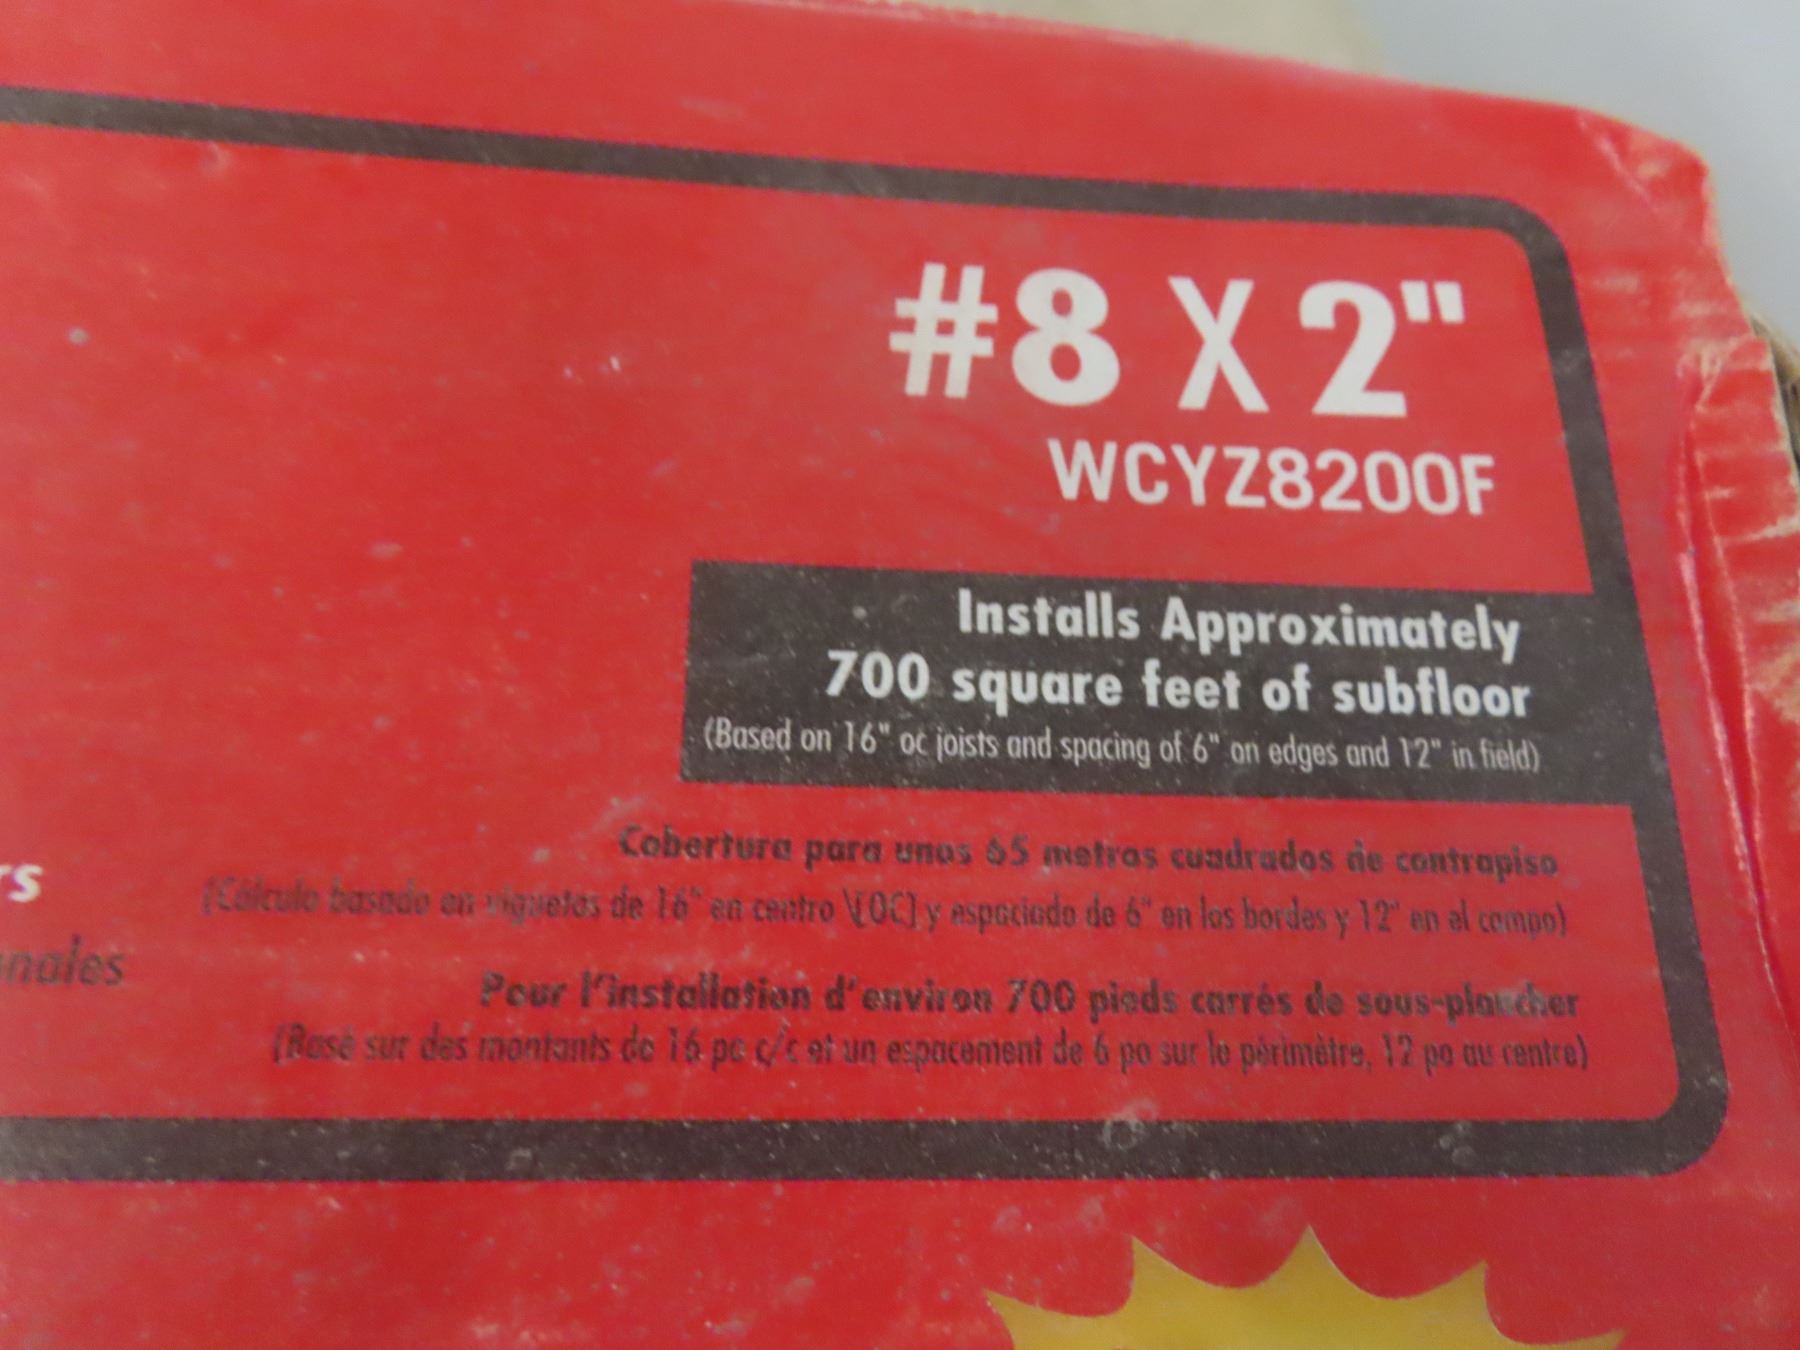 #8 X 2"
WCYZ8200F
Installs Approximately
700 square feet of subfloor
(Based on 16" oc joists and spacing of 6" on edges and 12" in field)
rs
nales
Cobertura para unos 65 metros cuadrados de contrapiso
(Cálculo basado en viguetas de 16" en centro \[OC] y espaciado de 6" en los bordes y 12" en el campo)
Pour l'installation d'environ 700 pieds carrés de sous-plancher
(Basé sur des montants de 16 po c/c et un espacement de 6 po sur le périmètre, 12 po au centre)